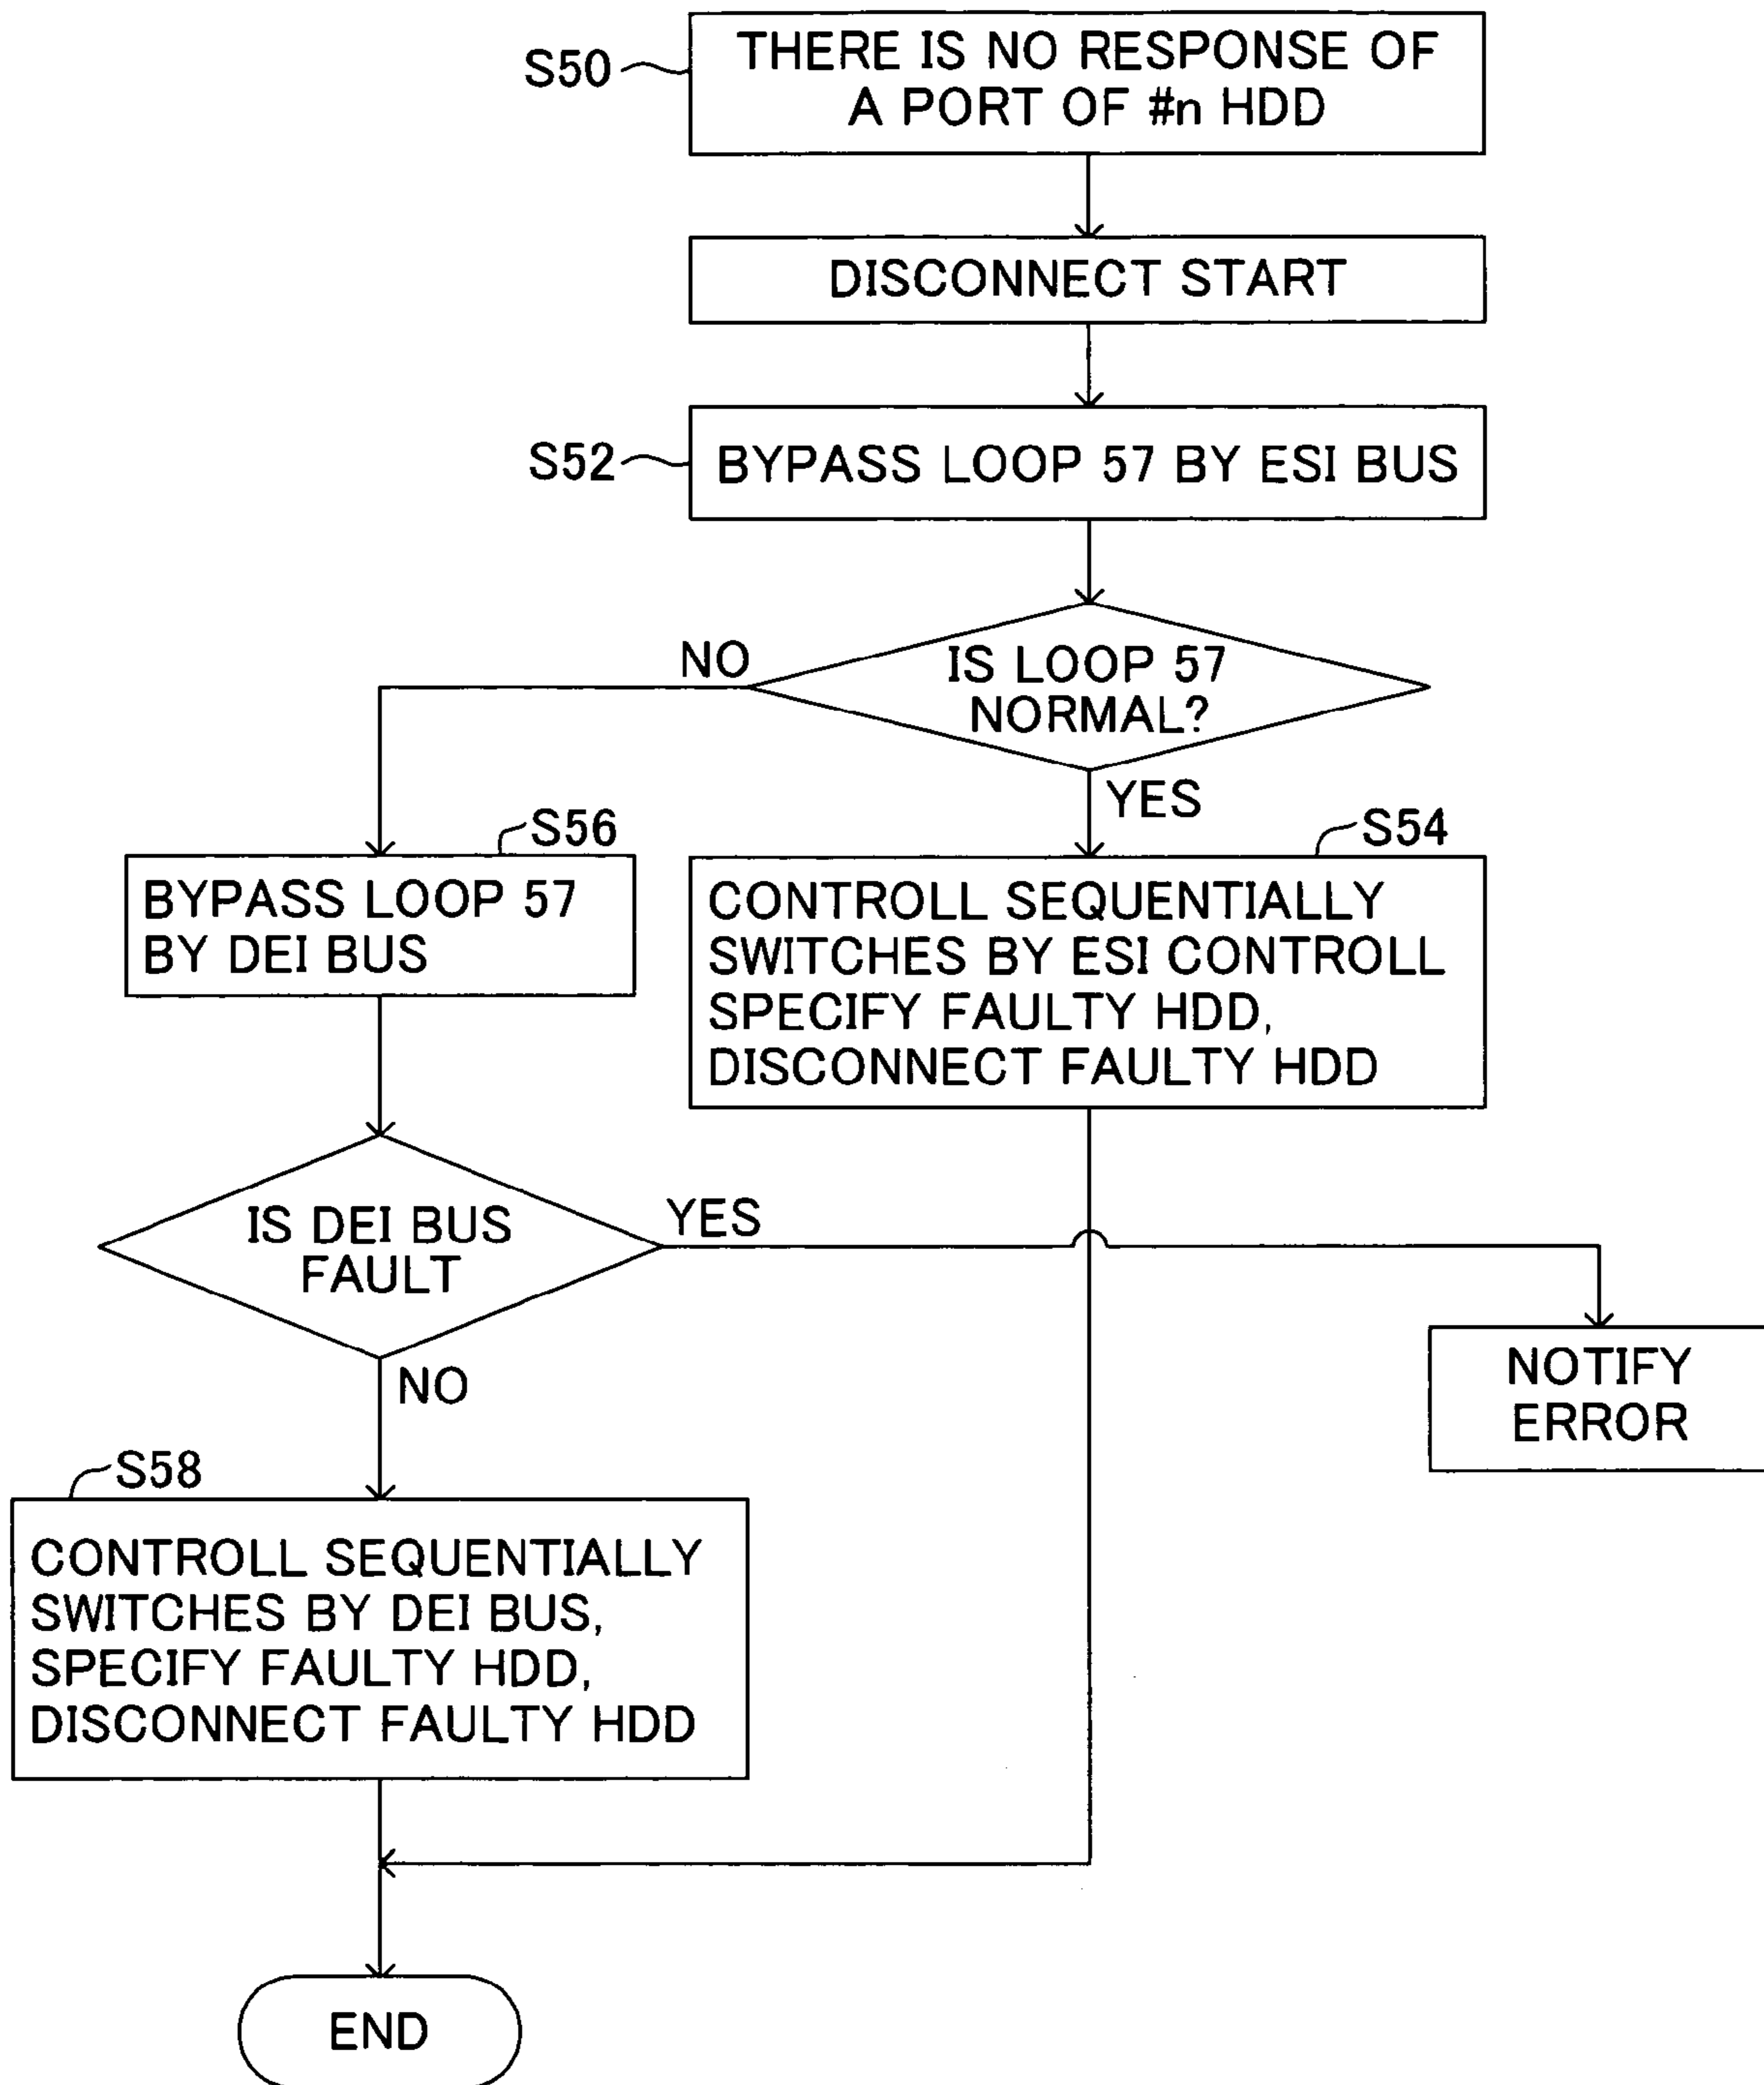 S50
THERE IS NO RESPONSE OF
A PORT OF #n HDD
DISCONNECT START
S52
BYPASS LOOP 57 BY ESI BUS
IS LOOP 57
NORMAL?
NO
YES
S56
BYPASS LOOP 57
BY DEI BUS
S54
CONTROLL SEQUENTIALLY
SWITCHES BY ESI CONTROLL
SPECIFY FAULTY HDD,
DISCONNECT FAULTY HDD
IS DEI BUS
FAULT
YES
NO
NOTIFY
ERROR
S58
CONTROLL SEQUENTIALLY
SWITCHES BY DEI BUS,
SPECIFY FAULTY HDD,
DISCONNECT FAULTY HDD
END